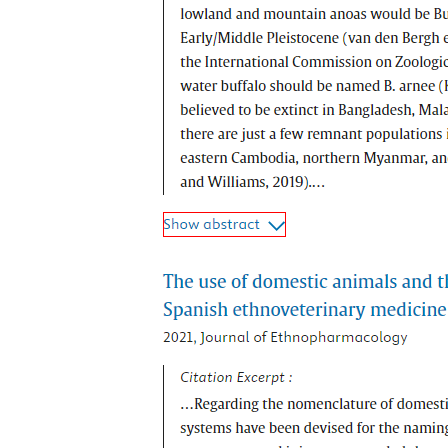 lowland and mountain anoas would be Bu
Early/Middle Pleistocene (van den Bergh e
the International Commission on Zoologic
water buffalo should be named B. arnee (
believed to be extinct in Bangladesh, Mala
there are just a few remnant populations i
eastern Cambodia, northern Myanmar, an
and Williams, 2019).…
Show abstract
The use of domestic animals and th
Spanish ethnoveterinary medicine
2021, Journal of Ethnopharmacology
Citation Excerpt :
…Regarding the nomenclature of domesti
systems have been devised for the naming